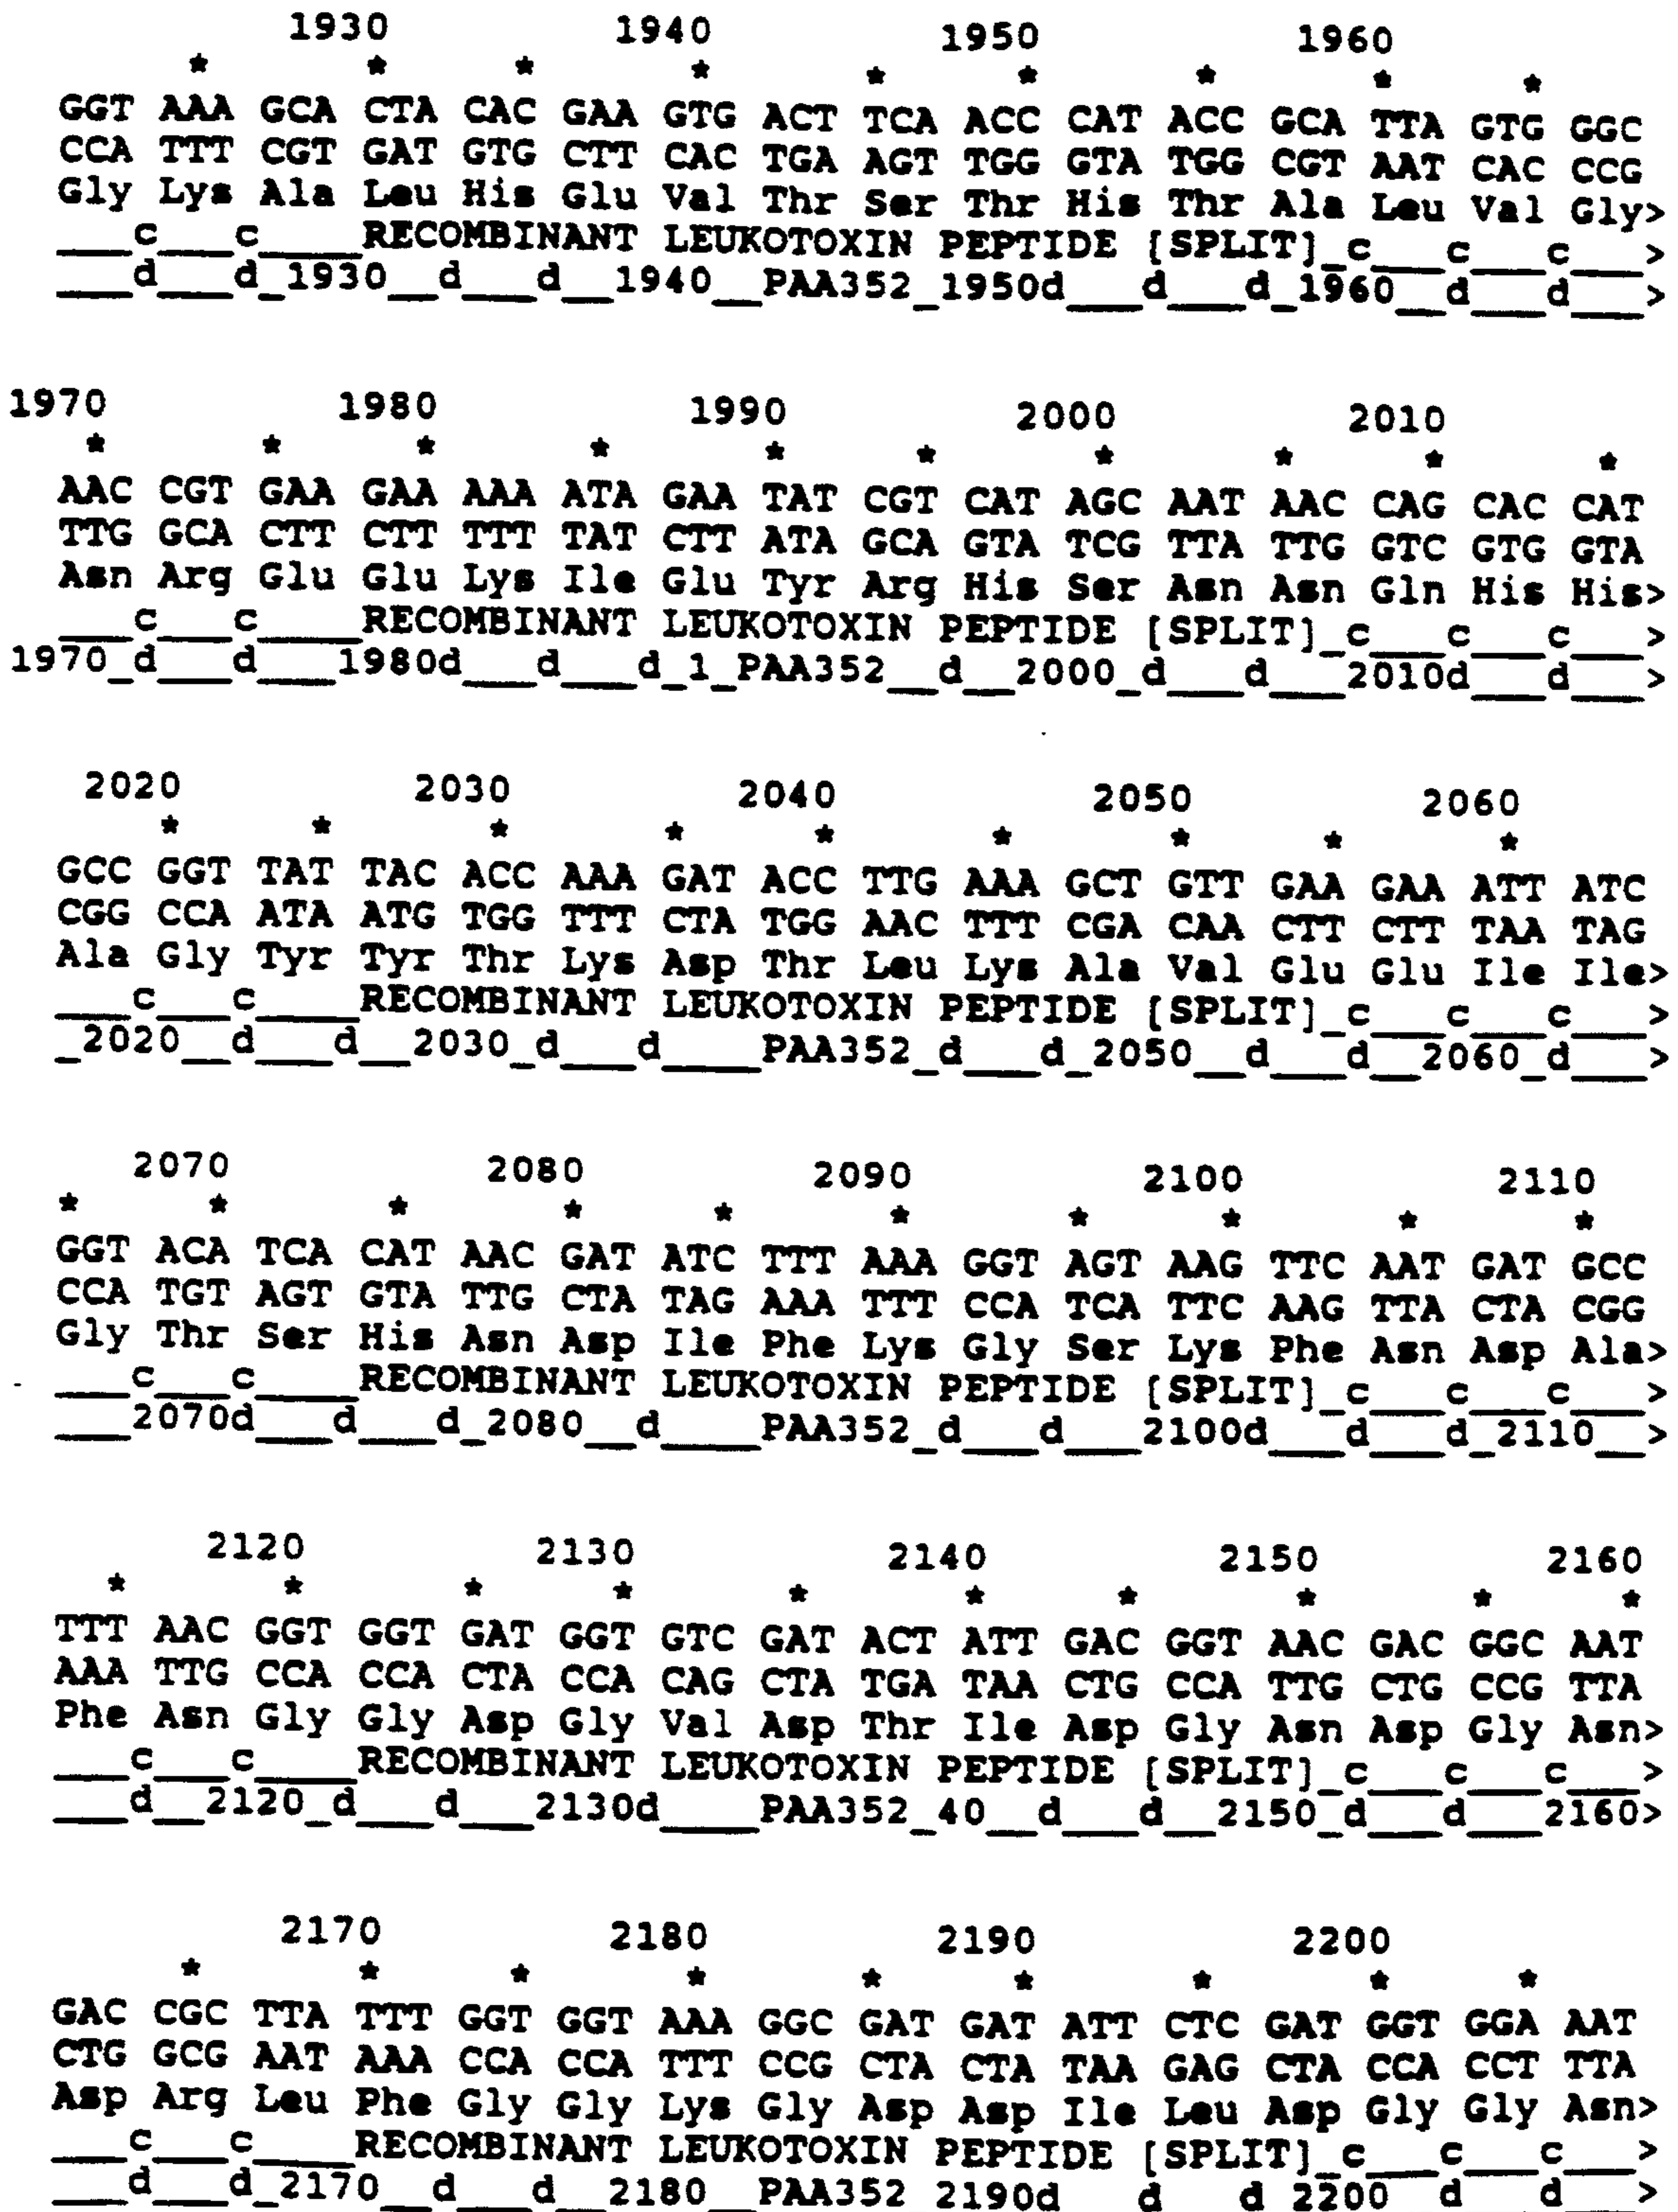 1930 1940 1950 1960
* * * * * * * * *
GGT AAA GCA CTA CAC GAA GTG ACT TCA ACC CAT ACC GCA TTA GTG GGC
CCA TTT CGT GAT GTG CTT CAC TGA AGT TGG GTA TGG CGT AAT CAC CCG
Gly Lys Ala Leu His Glu Val Thr Ser Thr His Thr Ala Leu Val Gly>
___c___c____RECOMBINANT LEUKOTOXIN PEPTIDE [SPLIT]_c___c___c___>
___d___d_1930__d___d__1940__PAA352_1950d___d___d_1960__d___d___>
1970 1980 1990 2000 2010
* * * * * * * * * *
AAC CGT GAA GAA AAA ATA GAA TAT CGT CAT AGC AAT AAC CAG CAC CAT
TTG GCA CTT CTT TTT TAT CTT ATA GCA GTA TCG TTA TTG GTC GTG GTA
Asn Arg Glu Glu Lys Ile Glu Tyr Arg His Ser Asn Asn Gln His His>
___c___c____RECOMBINANT LEUKOTOXIN PEPTIDE [SPLIT]_c___c___c___>
1970_d___d___1980d___d___d_1_PAA352__d__2000_d___d___2010d___d___>
2020 2030 2040 2050 2060
* * * * * * * * *
GCC GGT TAT TAC ACC AAA GAT ACC TTG AAA GCT GTT GAA GAA ATT ATC
CGG CCA ATA ATG TGG TTT CTA TGG AAC TTT CGA CAA CTT CTT TAA TAG
Ala Gly Tyr Tyr Thr Lys Asp Thr Leu Lys Ala Val Glu Glu Ile Ile>
___c___c____RECOMBINANT LEUKOTOXIN PEPTIDE [SPLIT]_c___c___c___>
_2020__d___d__2030_d___d____PAA352_d___d_2050__d___d__2060_d___>
2070 2080 2090 2100 2110
* * * * * * * * * *
GGT ACA TCA CAT AAC GAT ATC TTT AAA GGT AGT AAG TTC AAT GAT GCC
CCA TGT AGT GTA TTG CTA TAG AAA TTT CCA TCA TTC AAG TTA CTA CGG
Gly Thr Ser His Asn Asp Ile Phe Lys Gly Ser Lys Phe Asn Asp Ala>
___c___c____RECOMBINANT LEUKOTOXIN PEPTIDE [SPLIT]_c___c___c___>
___2070d___d___d_2080__d____PAA352_d___d___2100d___d___d_2110__>
2120 2130 2140 2150 2160
* * * * * * * * * *
TTT AAC GGT GGT GAT GGT GTC GAT ACT ATT GAC GGT AAC GAC GGC AAT
AAA TTG CCA CCA CTA CCA CAG CTA TGA TAA CTG CCA TTG CTG CCG TTA
Phe Asn Gly Gly Asp Gly Val Asp Thr Ile Asp Gly Asn Asp Gly Asn>
___c___c____RECOMBINANT LEUKOTOXIN PEPTIDE [SPLIT]_c___c___c___>
___d__2120_d___d___2130d____PAA352_40__d___d__2150_d___d___2160>
2170 2180 2190 2200
* * * * * * * * *
GAC CGC TTA TTT GGT GGT AAA GGC GAT GAT ATT CTC GAT GGT GGA AAT
CTG GCG AAT AAA CCA CCA TTT CCG CTA CTA TAA GAG CTA CCA CCT TTA
Asp Arg Leu Phe Gly Gly Lys Gly Asp Asp Ile Leu Asp Gly Gly Asn>
___c___c____RECOMBINANT LEUKOTOXIN PEPTIDE [SPLIT]_c___c___c___>
___d___d_2170__d___d__2180__PAA352_2190d___d___d_2200__d___d___>